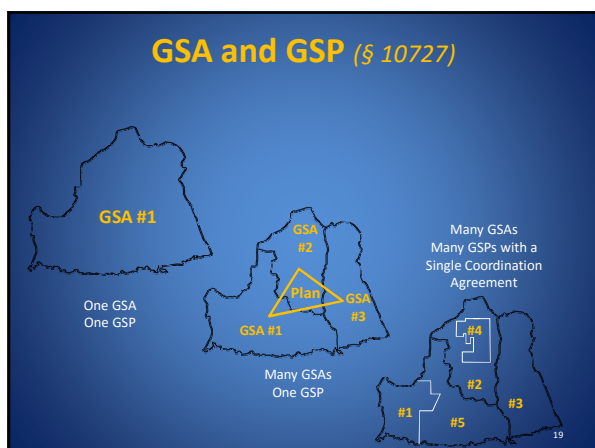 GSA and GSP (§ 10727)
GSA #1
One GSA
One GSP
GSA
#2
Plan
GSA
#3
GSA #1
Many GSAs
One GSP
Many GSAs
Many GSPs with a
Single Coordination
Agreement
#4
#2
#1
#3
#5
19